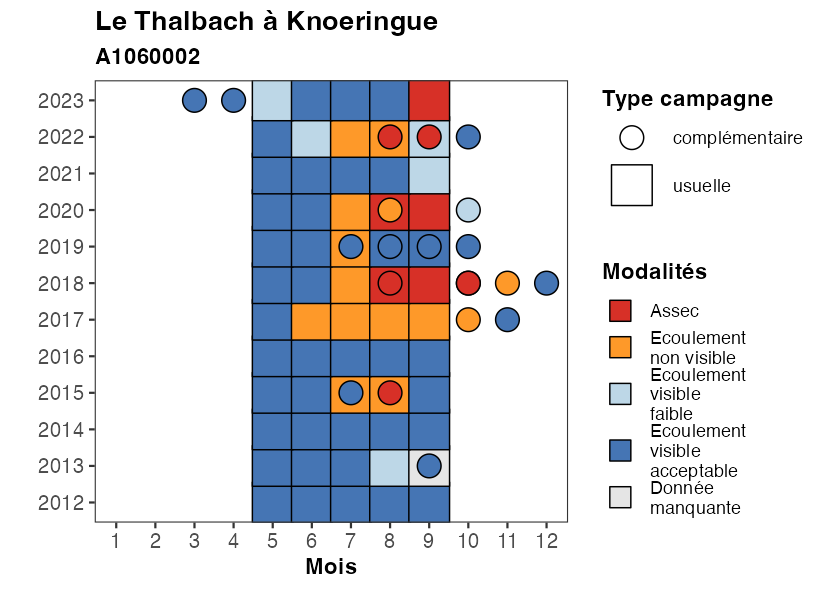 Le Thalbach à Knoeringue
A1060002
2023
2022
2021
2020
2019
2018
2017
2016
2015
2014
2013
2012
1 2 3 4 5 6 7 8 9 10 11 12
Mois
Type campagne
complémentaire
usuelle
Modalités
Assec
Ecoulement
non visible
Ecoulement
visible
faible
Ecoulement
visible
acceptable
Donnée
manquante